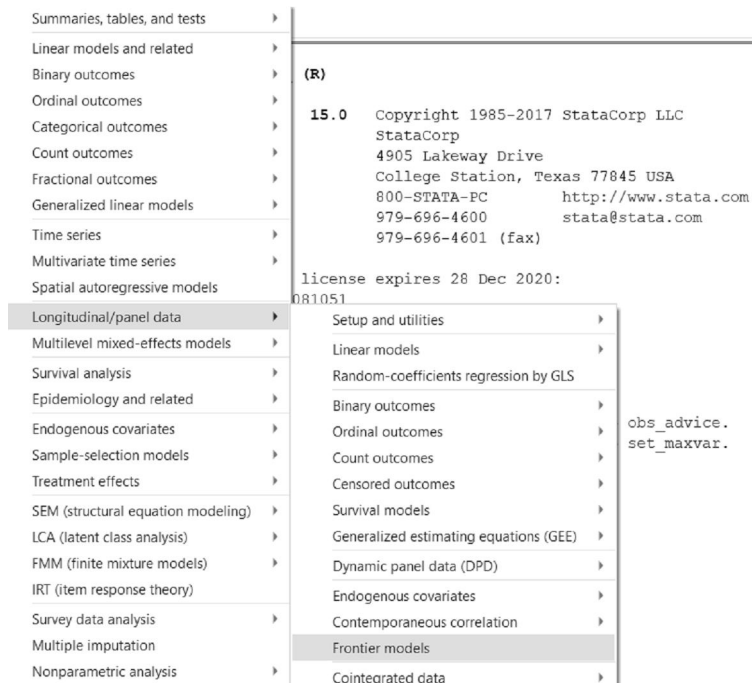 Summaries, tables, and tests
Linear models and related
Binary outcomes
Ordinal outcomes
Categorical outcomes
Count outcomes
Fractional outcomes
Generalized linear models
Time series
Multivariate time series
Spatial autoregressive models
Longitudinal/panel data
Multilevel mixed-effects models
Survival analysis
Epidemiology and related
Endogenous covariates
Sample-selection models
Treatment effects
SEM (structural equation modeling)
LCA (latent class analysis)
FMM (finite mixture models)
IRT (item response theory)
Survey data analysis
Multiple imputation
Nonparametric analysis
(R)
15.0 Copyright 1985-2017 StataCorp LLC
StataCorp
4905 Lakeway Drive
College Station, Texas 77845 USA
800-STATA-PC http://www.stata.com
979-696-4600 stata@stata.com
979-696-4601 (fax)
license expires 28 Dec 2020:
081051
Setup and utilities
Linear models
Random-coefficients regression by GLS
Binary outcomes
Ordinal outcomes
Count outcomes
Censored outcomes
Survival models
Generalized estimating equations (GEE)
Dynamic panel data (DPD)
Endogenous covariates
Contemporaneous correlation
Frontier models
Cointegrated data
obs_advice.
set_maxvar.